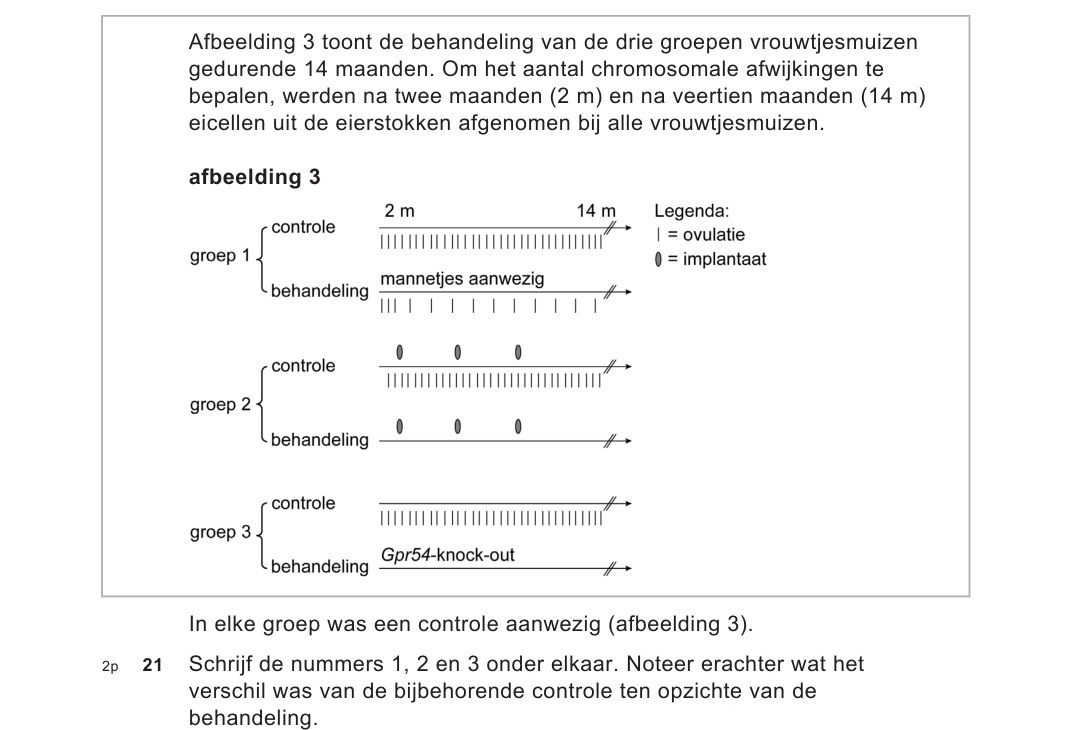 Afbeelding 3 toont de behandeling van de drie groepen vrouwtjesmuizen
gedurende 14 maanden. Om het aantal chromosomale afwijkingen te
bepalen, werden na twee maanden (2 m) en na veertien maanden (14 m)
eicellen uit de eierstokken afgenomen bij alle vrouwtjesmuizen.
afbeelding 3
2 m 14 m Legenda:
controle
| = ovulatie
groep 1
= implantaat
mannetjes aanwezig
behandeling
controle
groep 2
behandeling
controle
groep 3
Gpr54-knock-out
behandeling
In elke groep was een controle aanwezig (afbeelding 3).
2p 21 Schrijf de nummers 1, 2 en 3 onder elkaar. Noteer erachter wat het
verschil was van de bijbehorende controle ten opzichte van de
behandeling.